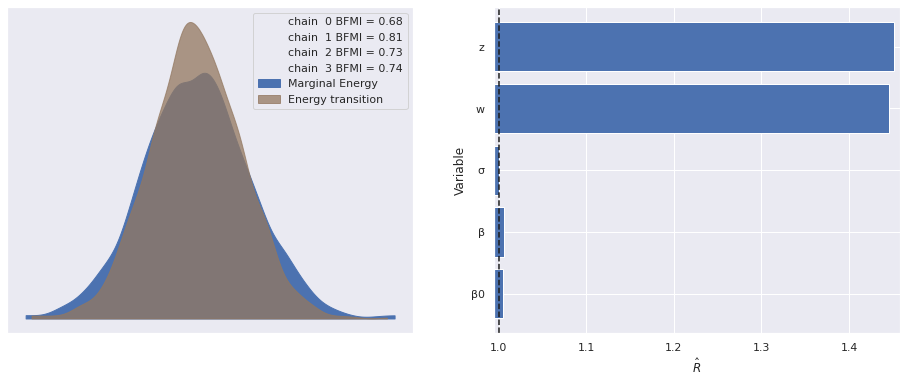 chain  0 BFMI = 0.68
chain  1 BFMI = 0.81
chain  2 BFMI = 0.73
chain  3 BFMI = 0.74
Marginal Energy
Energy transition
Variable
z
w
σ
β
β0
1.0 1.1 1.2 1.3 1.4
R̂